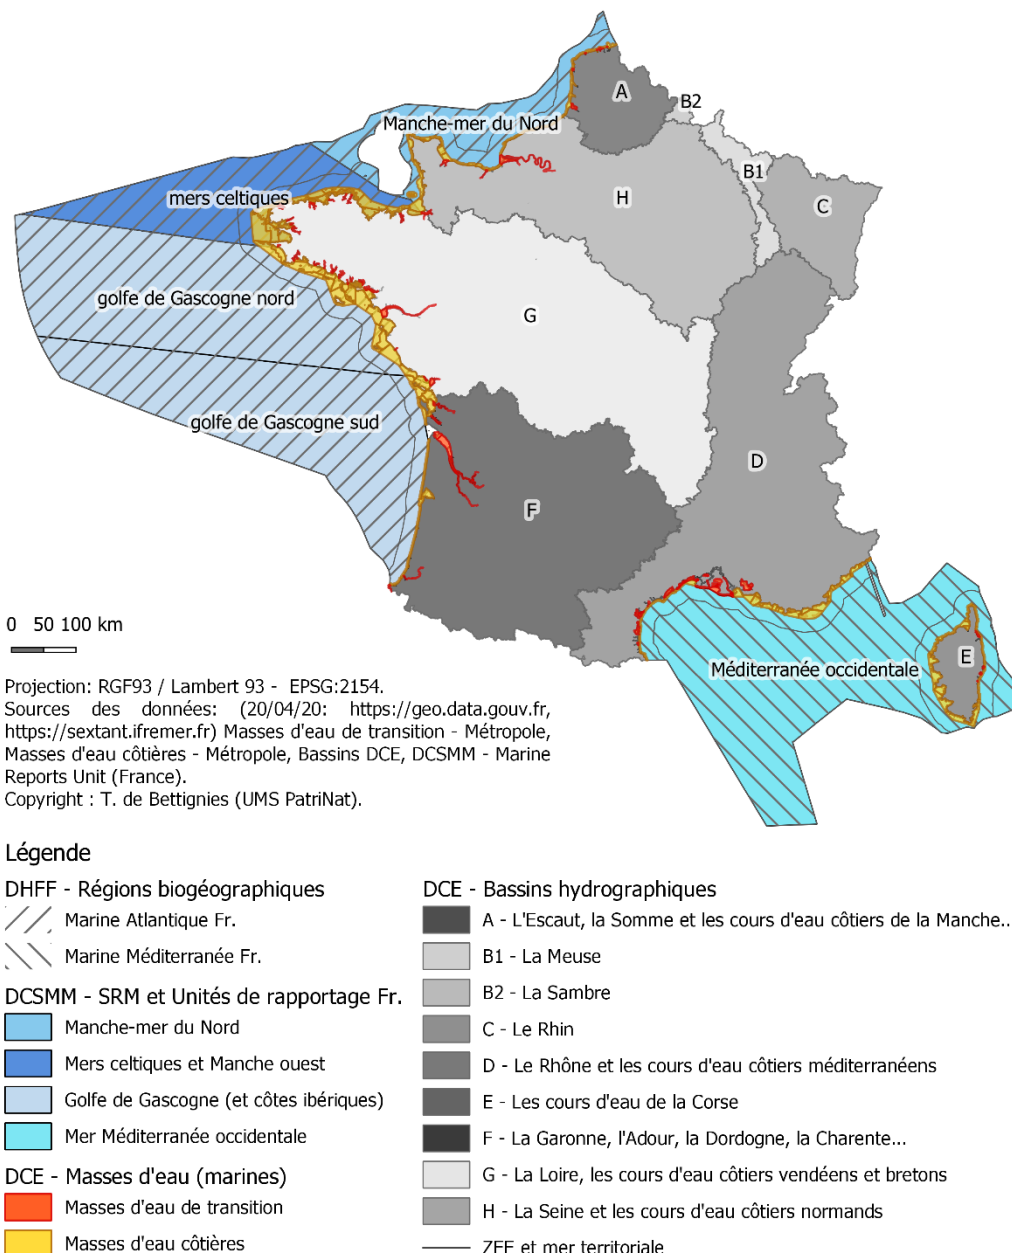 A
B2
Manche-mer du Nord
B1
mers celtiques
H
C
golfe de Gascogne nord
G
golfe de Gascogne sud
D
F
0 50 100 km
E
Méditerranée occidentale
Projection: RGF93 / Lambert 93 - EPSG:2154.
Sources des données: (20/04/20: https://geo.data.gouv.fr,
https://sextant.ifremer.fr) Masses d'eau de transition - Métropole,
Masses d'eau côtières - Métropole, Bassins DCE, DCSMM - Marine
Reports Unit (France).
Copyright : T. de Bettignies (UMS PatriNat).
Légende
DHFF - Régions biogéographiques
Marine Atlantique Fr.
Marine Méditerranée Fr.
DCSMM - SRM et Unités de rapportage Fr.
Manche-mer du Nord
Mers celtiques et Manche ouest
Golfe de Gascogne (et côtes ibériques)
Mer Méditerranée occidentale
DCE - Masses d'eau (marines)
Masses d'eau de transition
Masses d'eau côtières
DCE - Bassins hydrographiques
A - L'Escaut, la Somme et les cours d'eau côtiers de la Manche..
B1 - La Meuse
B2 - La Sambre
C - Le Rhin
D - Le Rhône et les cours d'eau côtiers méditerranéens
E - Les cours d'eau de la Corse
F - La Garonne, l'Adour, la Dordogne, la Charente...
G - La Loire, les cours d'eau côtiers vendéens et bretons
H - La Seine et les cours d'eau côtiers normands
ZEE et mer territoriale